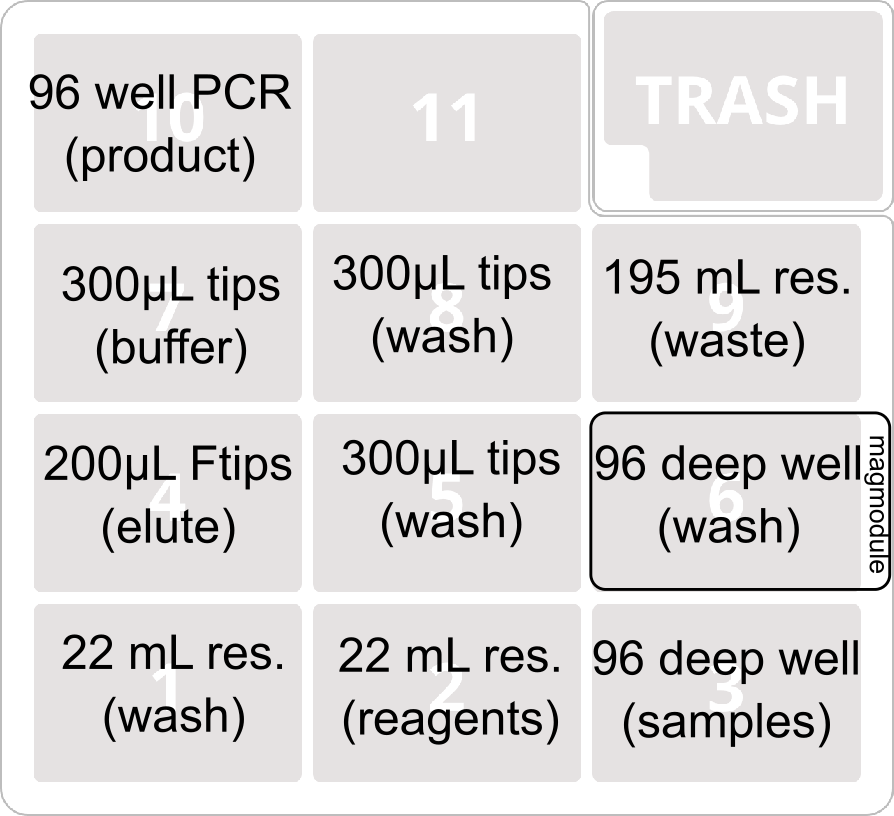 96 well PCR
(product)
10
11
TRASH
300µL tips
(buffer)
7
300µL tips
(wash)
8
195 mL res.
(waste)
9
200µL Ftips
(elute)
4
300µL tips
(wash)
5
96 deep well
(wash)
6
magmodule
22 mL res.
(wash)
1
22 mL res.
(reagents)
2
96 deep well
(samples)
3